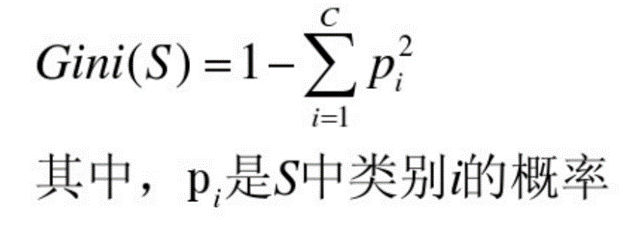 Gini(S) = 1 - \sum_{i=1}^{C} p_i^2
其中，p_i是S中类别i的概率